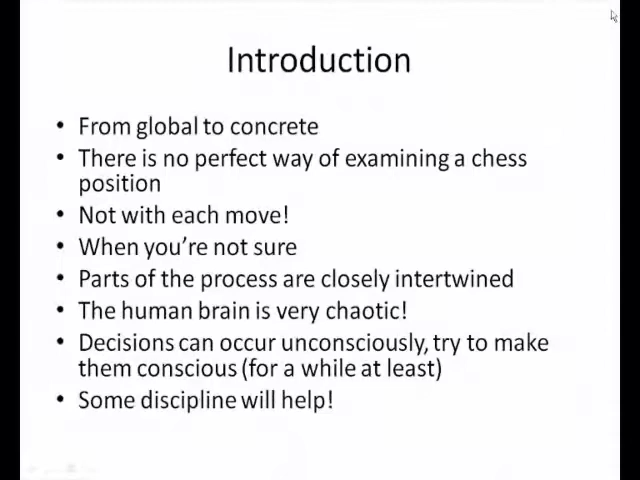 Introduction
• From global to concrete
• There is no perfect way of examining a chess
position
• Not with each move!
• When you're not sure
• Parts of the process are closely intertwined
• The human brain is very chaotic!
• Decisions can occur unconsciously, try to make
them conscious (for a while at least)
• Some discipline will help!